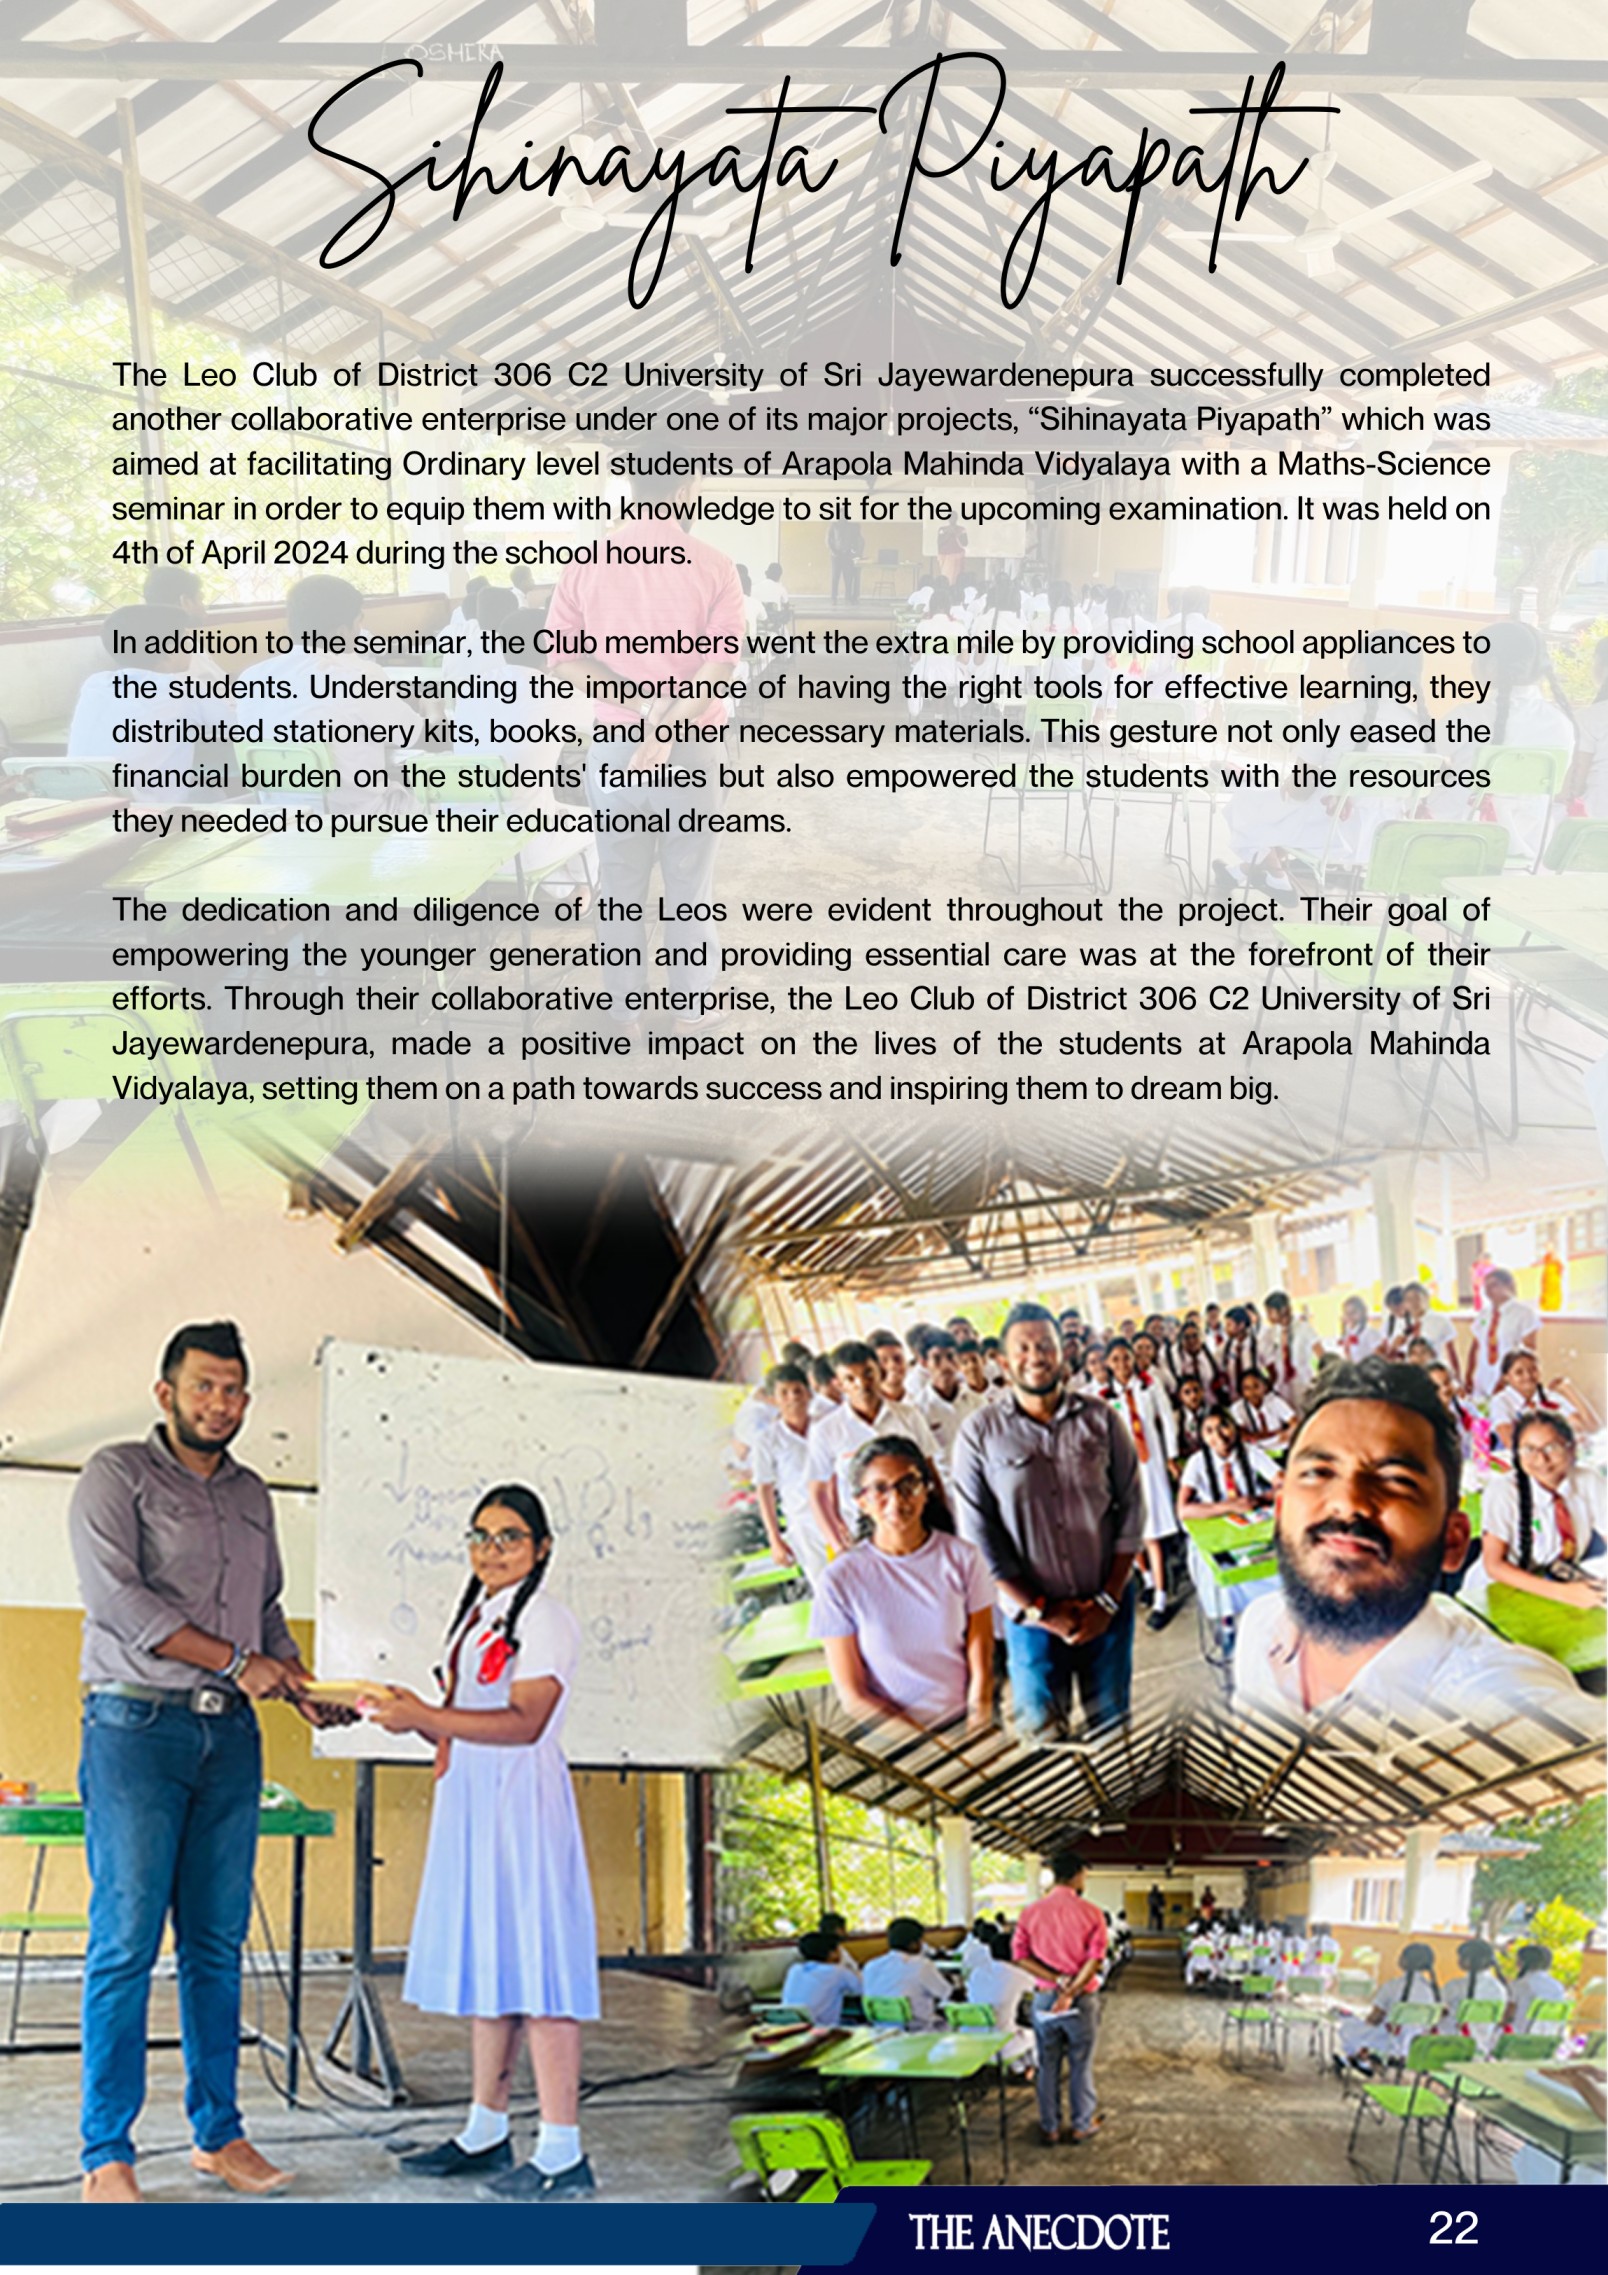 OSHIKA
Sihinayata Piyapath
The Leo Club of District 306 C2 University of Sri Jayewardenepura successfully completed
another collaborative enterprise under one of its major projects, “Sihinayata Piyapath” which was
aimed at facilitating Ordinary level students of Arapola Mahinda Vidyalaya with a Maths-Science
seminar in order to equip them with knowledge to sit for the upcoming examination. It was held on
4th of April 2024 during the school hours.
In addition to the seminar, the Club members went the extra mile by providing school appliances to
the students. Understanding the importance of having the right tools for effective learning, they
distributed stationery kits, books, and other necessary materials. This gesture not only eased the
financial burden on the students' families but also empowered the students with the resources
they needed to pursue their educational dreams.
The dedication and diligence of the Leos were evident throughout the project. Their goal of
empowering the younger generation and providing essential care was at the forefront of their
efforts. Through their collaborative enterprise, the Leo Club of District 306 C2 University of Sri
Jayewardenepura, made a positive impact on the lives of the students at Arapola Mahinda
Vidyalaya, setting them on a path towards success and inspiring them to dream big.
THE ANECDOTE
22